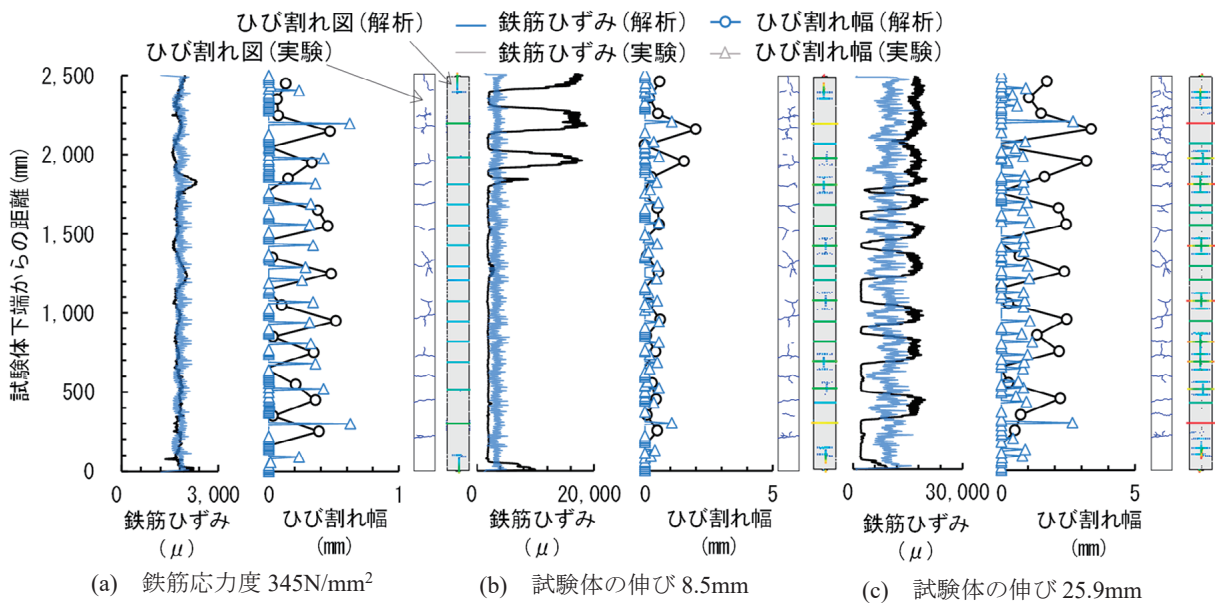 ひび割れ図(解析)
ひび割れ図(実験)
鉄筋ひずみ(解析)
ひび割れ幅(解析)
鉄筋ひずみ(実験)
ひび割れ幅(実験)
試験体下端からの距離(mm)
2,500
2,000
1,500
1,000
500
0
0 3,000
鉄筋ひずみ
(μ)
0 1
ひび割れ幅
(mm)
0 20,000
鉄筋ひずみ
(μ)
0 5
ひび割れ幅
(mm)
0 30,000
鉄筋ひずみ
(μ)
0 5
ひび割れ幅
(mm)
(a) 鉄筋応力度 345N/mm²
(b) 試験体の伸び 8.5mm
(c) 試験体の伸び 25.9mm